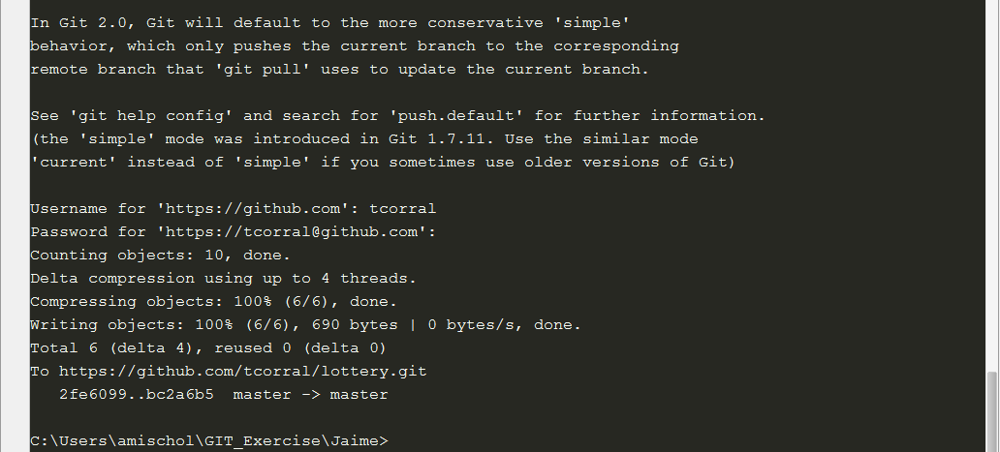 In Git 2.0, Git will default to the more conservative 'simple'
behavior, which only pushes the current branch to the corresponding
remote branch that 'git pull' uses to update the current branch.
See 'git help config' and search for 'push.default' for further information.
(the 'simple' mode was introduced in Git 1.7.11. Use the similar mode
'current' instead of 'simple' if you sometimes use older versions of Git)
Username for 'https://github.com': tcorral
Password for 'https://tcorral@github.com':
Counting objects: 10, done.
Delta compression using up to 4 threads.
Compressing objects: 100% (6/6), done.
Writing objects: 100% (6/6), 690 bytes | 0 bytes/s, done.
Total 6 (delta 4), reused 0 (delta 0)
To https://github.com/tcorral/lottery.git
   2fe6099..bc2a6b5  master -> master
C:\Users\amischol\GIT_Exercise\Jaime>